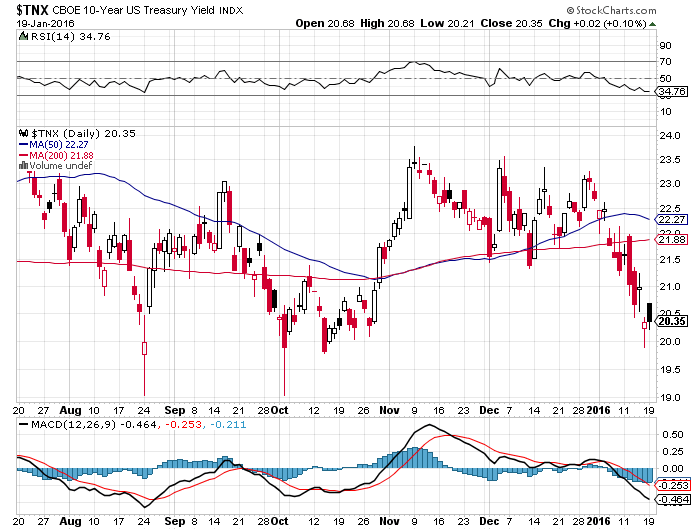 $TNX CBOE 10-Year US Treasury Yield INDX
© StockCharts.com
19-Jan-2016
Open 20.68 High 20.68 Low 20.21 Close 20.35 Chg +0.02 (+0.10%)
RSI(14) 34.76
90
70
50
34.76
30
10
$TNX (Daily) 20.35
MA(50) 22.27
MA(200) 21.88
Volume undef
23.5
23.0
22.5
22.27
22.0
21.88
21.5
21.0
20.5
20.35
20.0
19.5
19.0
20 27 Aug 10 17 24 Sep 8 14 21 28 Oct 12 19 26 Nov 9 16 23 Dec 7 14 21 28 2016 11 19
MACD(12,26,9) -0.464, -0.253, -0.211
0.50
0.25
0.00
-0.253
-0.464
20 27 Aug 10 17 24 Sep 8 14 21 28 Oct 12 19 26 Nov 9 16 23 Dec 7 14 21 28 2016 11 19